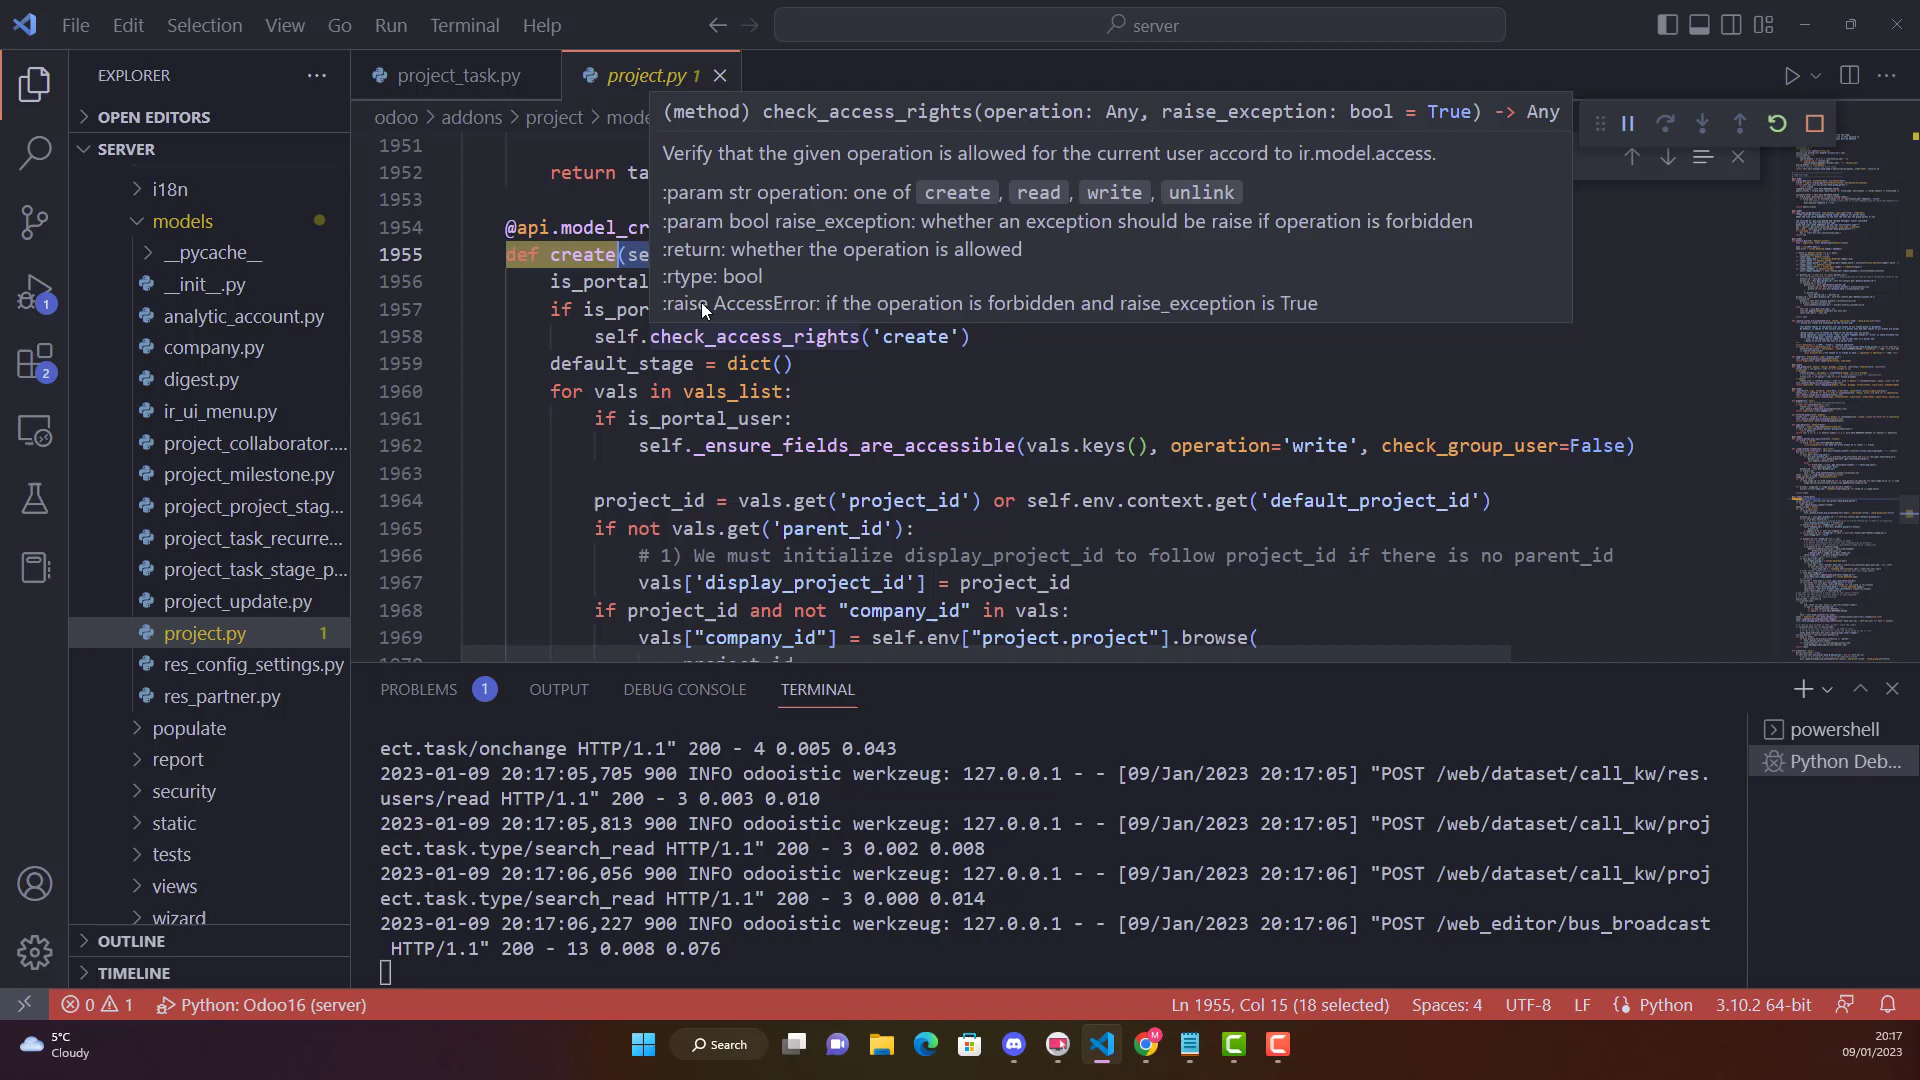 File Edit Selection View Go Run Terminal Help
server
EXPLORER
OPEN EDITORS
SERVER
i18n
models
__pycache__
__init__.py
analytic_account.py
company.py
digest.py
ir_ui_menu.py
project_collaborator....
project_milestone.py
project_project_stag...
project_task_recurre...
project_task_stage_p...
project_update.py
project.py 1
res_config_settings.py
res_partner.py
populate
report
security
static
tests
views
wizard
OUTLINE
TIMELINE
1
2
project_task.py
project.py 1
odoo > addons > project > mode
(method) check_access_rights(operation: Any, raise_exception: bool = True) -> Any
Verify that the given operation is allowed for the current user accord to ir.model.access.
:param str operation: one of create, read, write, unlink
:param bool raise_exception: whether an exception should be raise if operation is forbidden
:return: whether the operation is allowed
:rtype: bool
:raise AccessError: if the operation is forbidden and raise_exception is True
1951
1952 return ta
1953
1954 @api.model_cr
1955 def create(se
1956 is_portal
1957 if is_por
1958 self.check_access_rights('create')
1959 default_stage = dict()
1960 for vals in vals_list:
1961 if is_portal_user:
1962 self._ensure_fields_are_accessible(vals.keys(), operation='write', check_group_user=False)
1963
1964 project_id = vals.get('project_id') or self.env.context.get('default_project_id')
1965 if not vals.get('parent_id'):
1966 # 1) We must initialize display_project_id to follow project_id if there is no parent_id
1967 vals['display_project_id'] = project_id
1968 if project_id and not "company_id" in vals:
1969 vals["company_id"] = self.env["project.project"].browse(
PROBLEMS 1 OUTPUT DEBUG CONSOLE TERMINAL
ect.task/onchange HTTP/1.1" 200 - 4 0.005 0.043
2023-01-09 20:17:05,705 900 INFO odooistic werkzeug: 127.0.0.1 - - [09/Jan/2023 20:17:05] "POST /web/dataset/call_kw/res.
users/read HTTP/1.1" 200 - 3 0.003 0.010
2023-01-09 20:17:05,813 900 INFO odooistic werkzeug: 127.0.0.1 - - [09/Jan/2023 20:17:05] "POST /web/dataset/call_kw/proj
ect.task.type/search_read HTTP/1.1" 200 - 3 0.002 0.008
2023-01-09 20:17:06,056 900 INFO odooistic werkzeug: 127.0.0.1 - - [09/Jan/2023 20:17:06] "POST /web/dataset/call_kw/proj
ect.task.type/search_read HTTP/1.1" 200 - 3 0.000 0.014
2023-01-09 20:17:06,227 900 INFO odooistic werkzeug: 127.0.0.1 - - [09/Jan/2023 20:17:06] "POST /web_editor/bus_broadcast
HTTP/1.1" 200 - 13 0.008 0.076
powershell
Python Deb...
0 1 Python: Odoo16 (server)
Ln 1955, Col 15 (18 selected) Spaces: 4 UTF-8 LF Python 3.10.2 64-bit
5°C
Cloudy
Search
M
20:17
09/01/2023